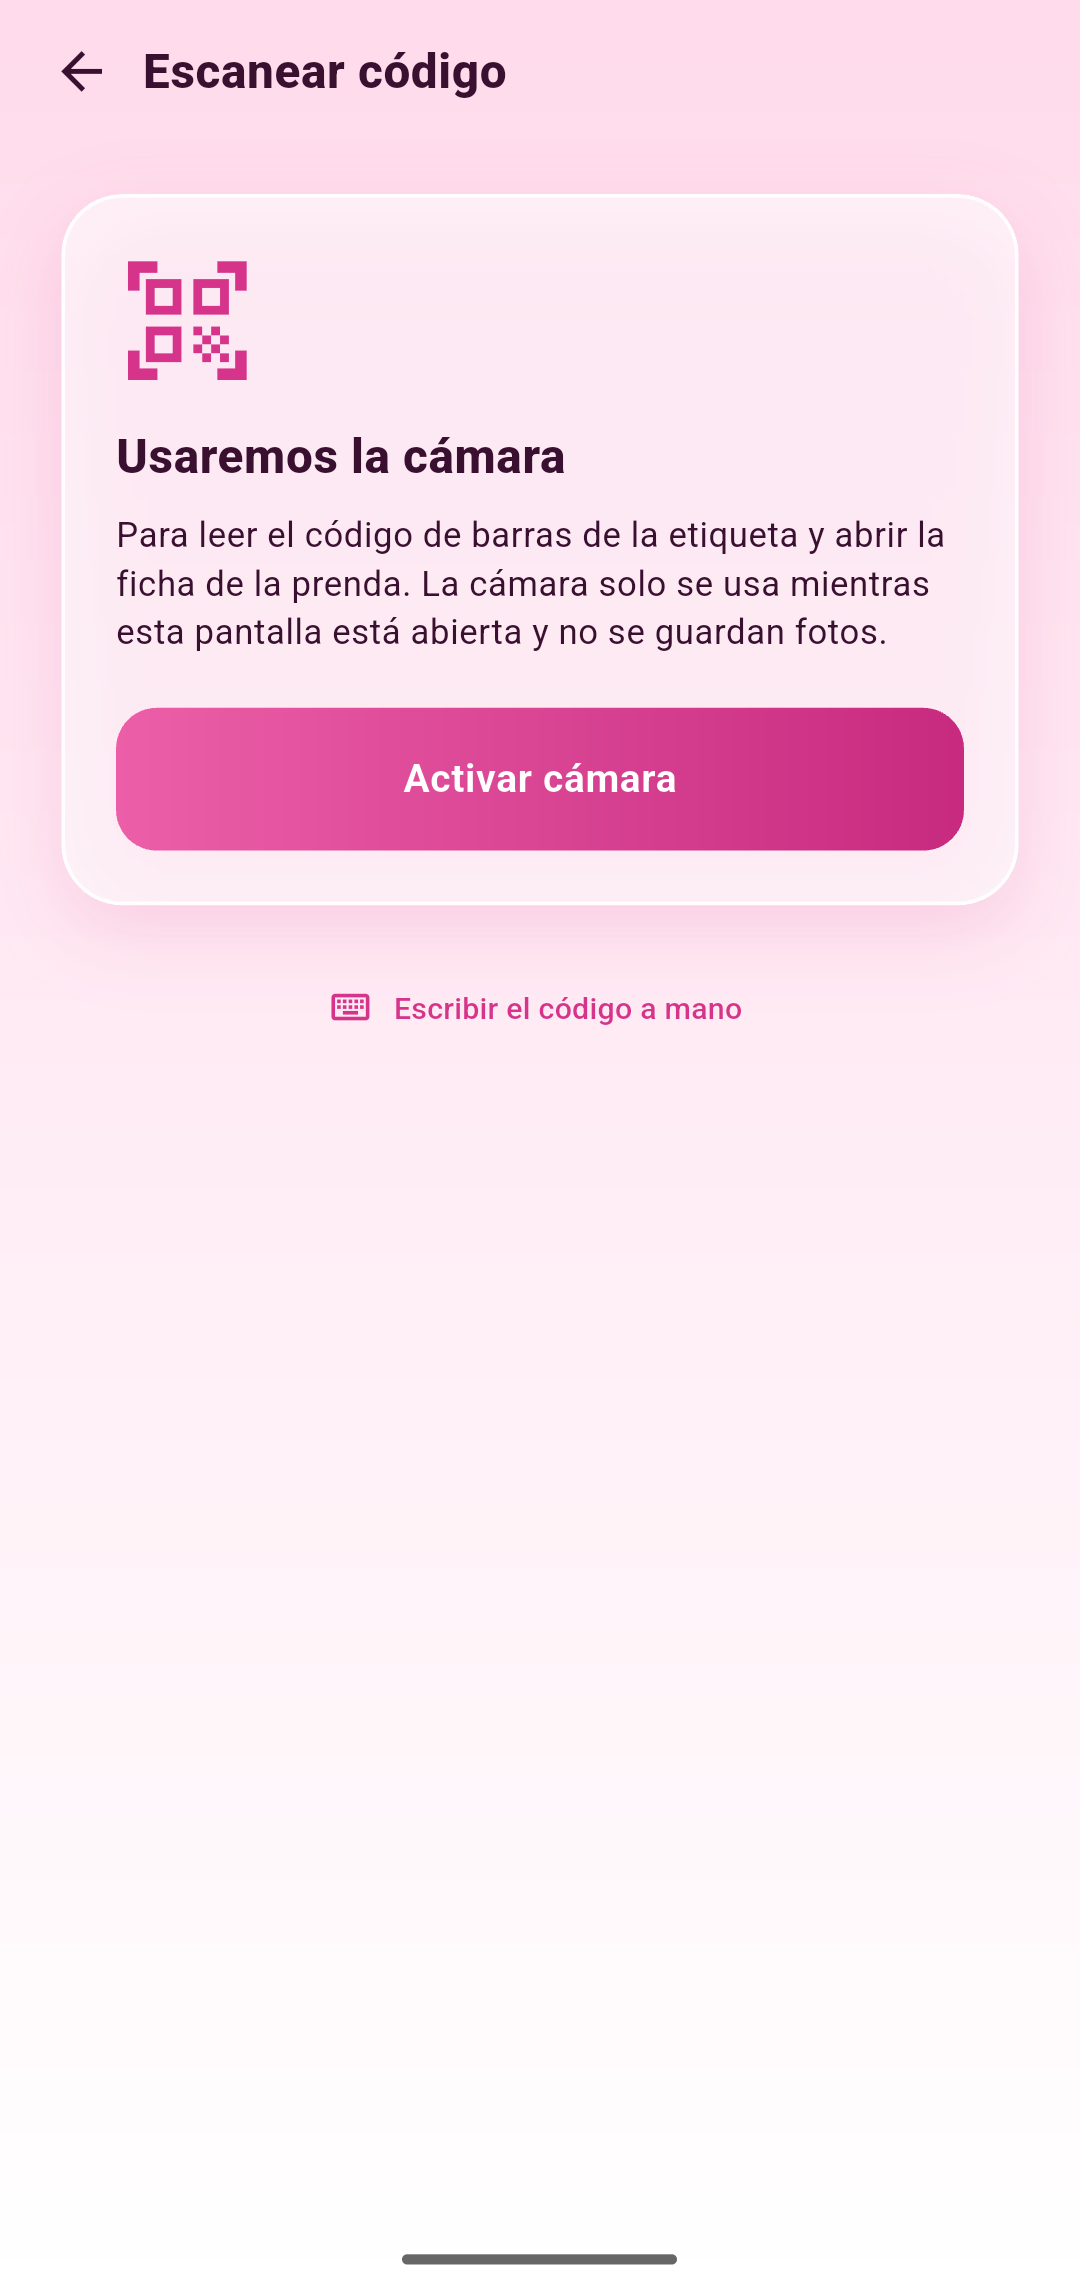 Escanear código
Usaremos la cámara
Para leer el código de barras de la etiqueta y abrir la
ficha de la prenda. La cámara solo se usa mientras
esta pantalla está abierta y no se guardan fotos.
Activar cámara
Escribir el código a mano